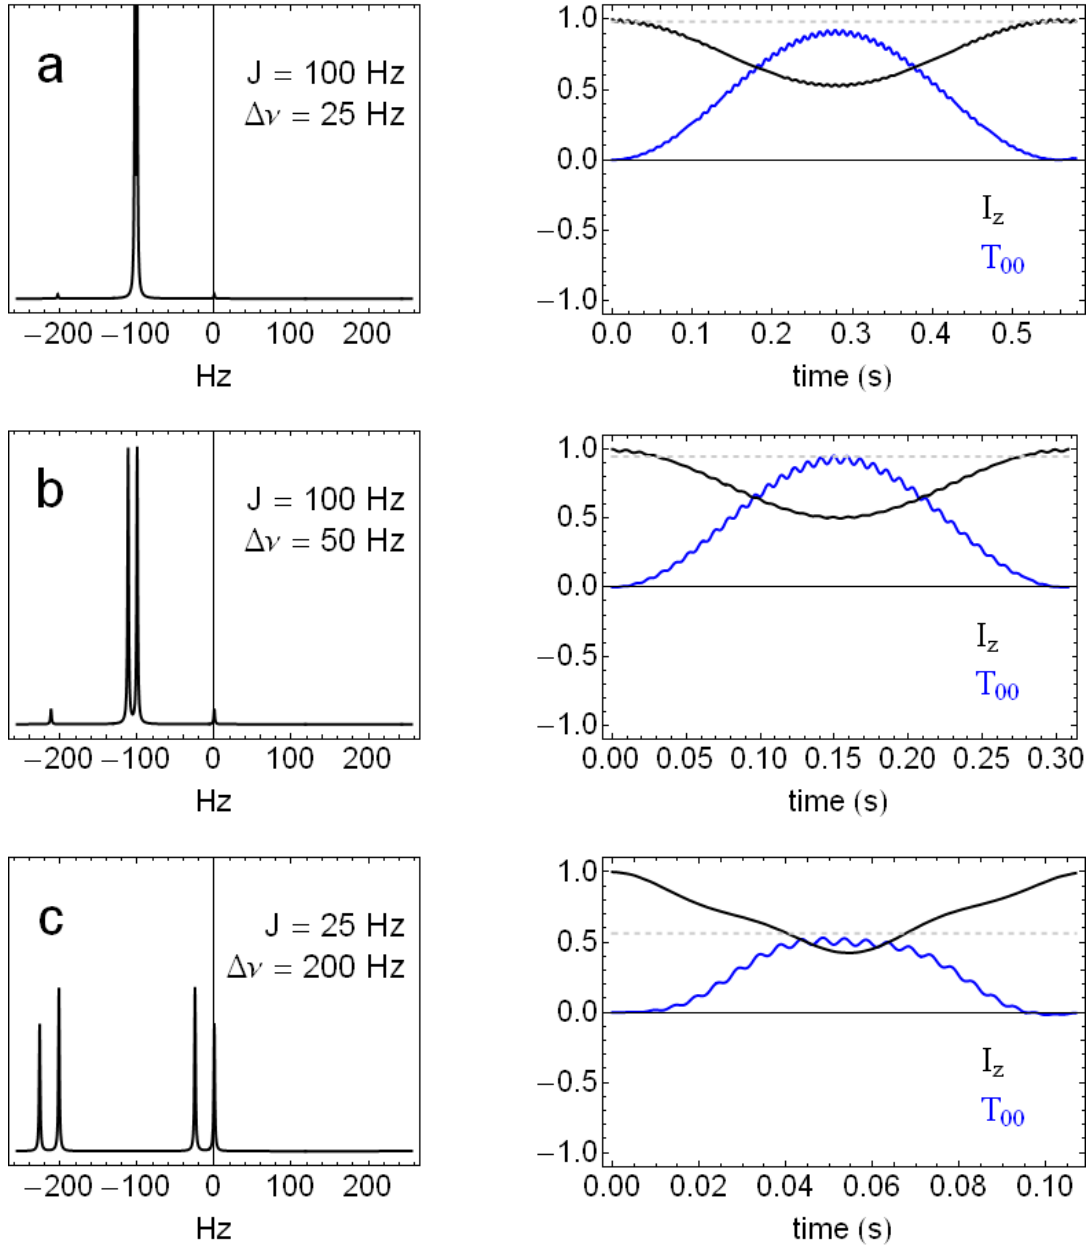 a
J = 100 Hz
Δν = 25 Hz
−200 −100 0 100 200
Hz
1.0
0.5
0.0
−0.5
−1.0
I_z
T_00
0.0 0.1 0.2 0.3 0.4 0.5
time (s)
b
J = 100 Hz
Δν = 50 Hz
−200 −100 0 100 200
Hz
1.0
0.5
0.0
−0.5
−1.0
I_z
T_00
0.00 0.05 0.10 0.15 0.20 0.25 0.30
time (s)
c
J = 25 Hz
Δν = 200 Hz
−200 −100 0 100 200
Hz
1.0
0.5
0.0
−0.5
−1.0
I_z
T_00
0.00 0.02 0.04 0.06 0.08 0.10
time (s)